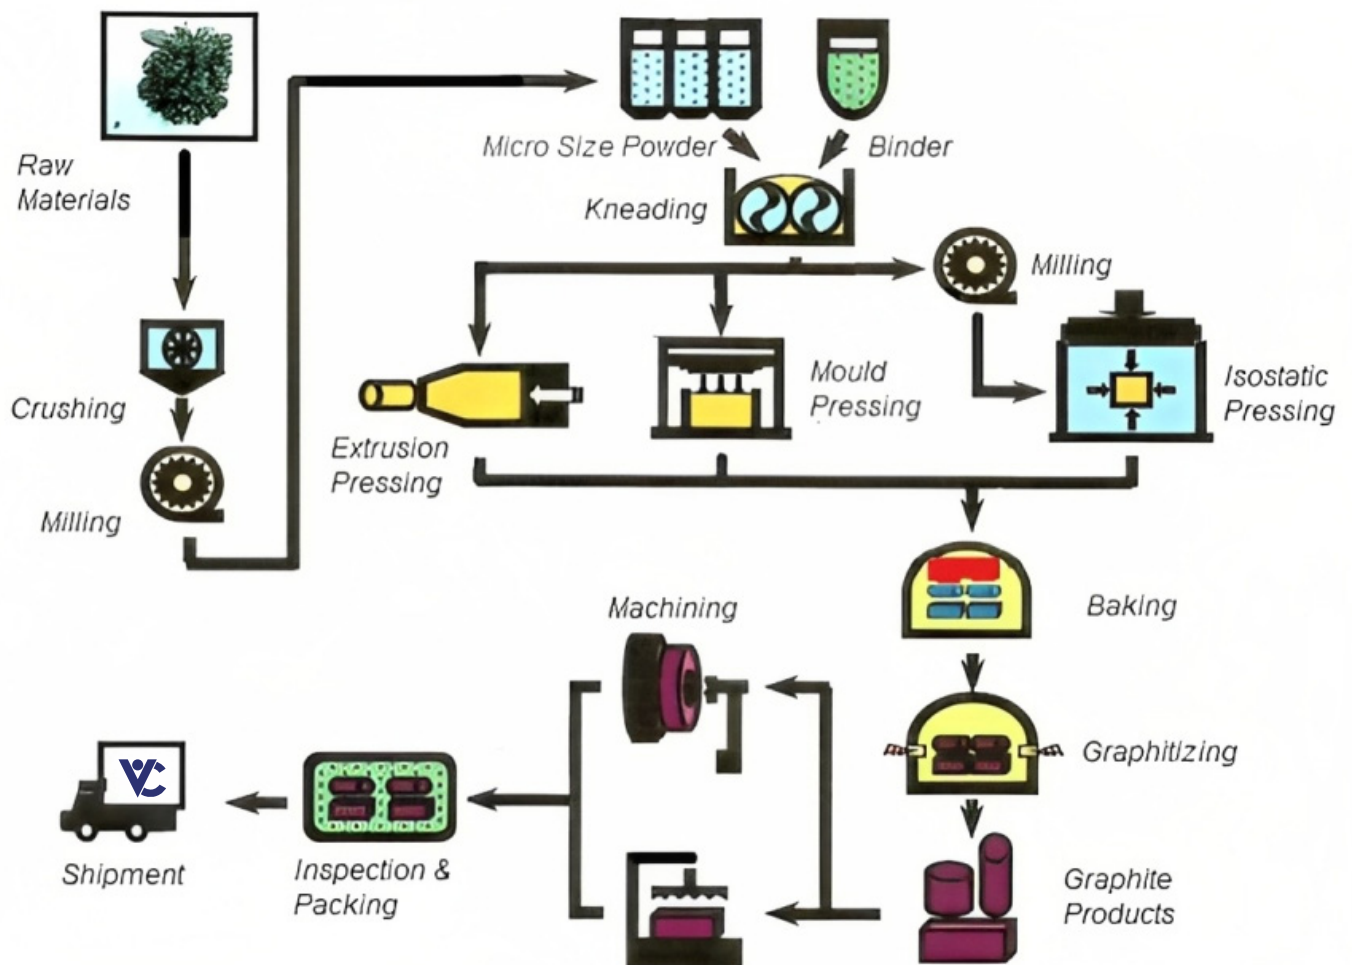 Raw
Materials
Crushing
Milling
Micro Size Powder
Binder
Kneading
Milling
Extrusion
Pressing
Mould
Pressing
Isostatic
Pressing
Baking
Graphitizing
Graphite
Products
Machining
Inspection &
Packing
Shipment
VC